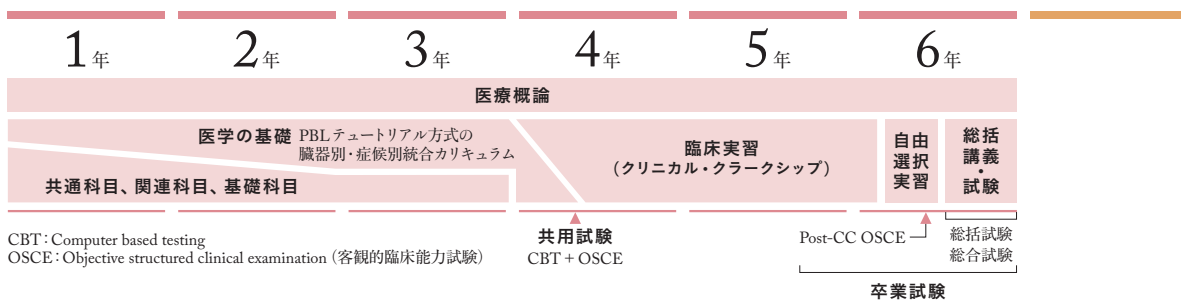 1年 2年 3年 4年 5年 6年
医療概論
医学の基礎 PBLテュートリアル方式の
臓器別・症候別統合カリキュラム
共通科目、関連科目、基礎科目
臨床実習
(クリニカル・クラークシップ)
自由
選択
実習
総括
講義
・
試験
CBT:Computer based testing
OSCE:Objective structured clinical examination(客観的臨床能力試験)
共用試験
CBT + OSCE
Post-CC OSCE
総括試験
総合試験
卒業試験